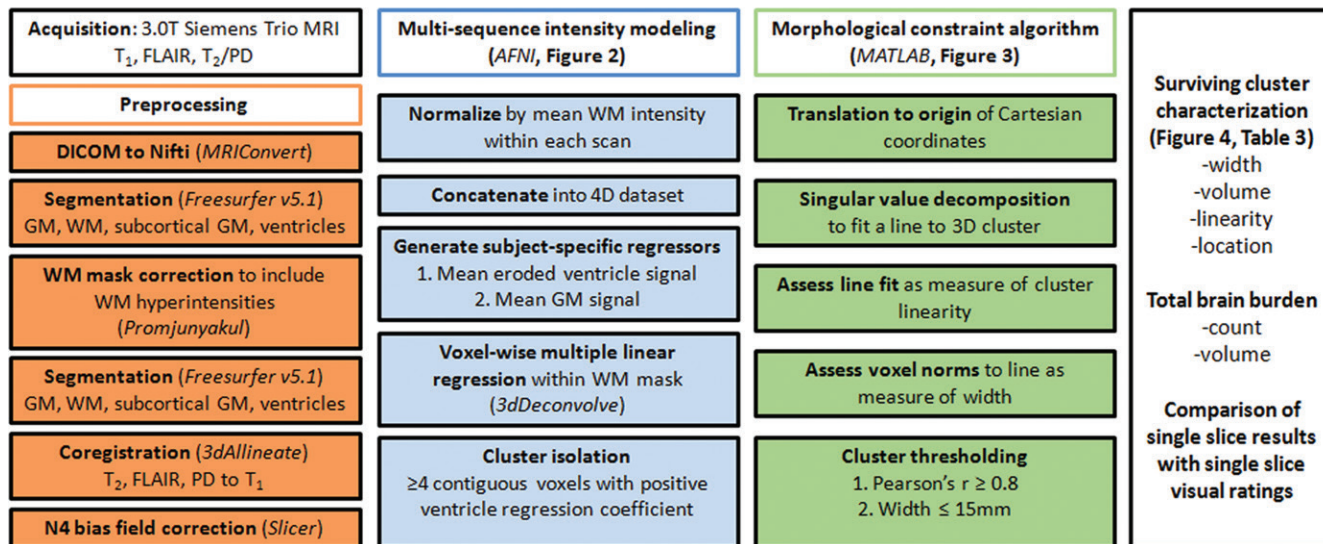 Acquisition: 3.0T Siemens Trio MRI
T₁, FLAIR, T₂/PD
Preprocessing
DICOM to Nifti (MRIConvert)
Segmentation (Freesurfer v5.1)
GM, WM, subcortical GM, ventricles
WM mask correction to include
WM hyperintensities
(Promjunyakul)
Segmentation (Freesurfer v5.1)
GM, WM, subcortical GM, ventricles
Coregistration (3dAllineate)
T₂, FLAIR, PD to T₁
N4 bias field correction (Slicer)
Multi-sequence intensity modeling
(AFNI, Figure 2)
Normalize by mean WM intensity
within each scan
Concatenate into 4D dataset
Generate subject-specific regressors
1. Mean eroded ventricle signal
2. Mean GM signal
Voxel-wise multiple linear
regression within WM mask
(3dDeconvolve)
Cluster isolation
≥4 contiguous voxels with positive
ventricle regression coefficient
Morphological constraint algorithm
(MATLAB, Figure 3)
Translation to origin of Cartesian
coordinates
Singular value decomposition
to fit a line to 3D cluster
Assess line fit as measure of cluster
linearity
Assess voxel norms to line as
measure of width
Cluster thresholding
1. Pearson's r ≥ 0.8
2. Width ≤ 15mm
Surviving cluster
characterization
(Figure 4, Table 3)
-width
-volume
-linearity
-location
Total brain burden
-count
-volume
Comparison of
single slice results
with single slice
visual ratings